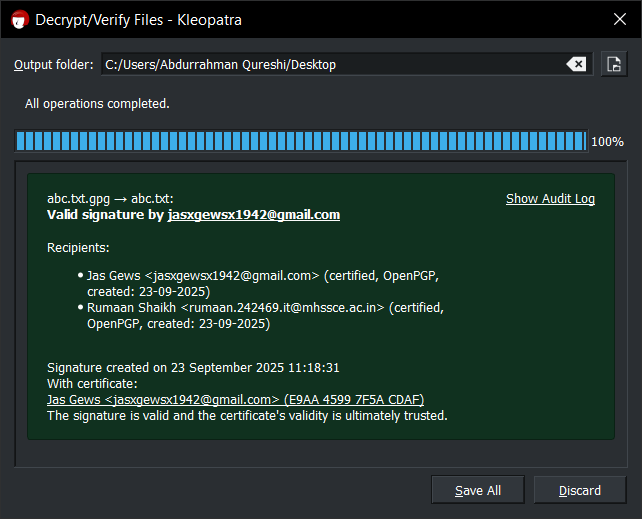 Decrypt/Verify Files - Kleopatra
Output folder: C:/Users/Abdurrahman Qureshi/Desktop
All operations completed.
100%
abc.txt.gpg → abc.txt: Show Audit Log
Valid signature by jasxgewsx1942@gmail.com
Recipients:
• Jas Gews <jasxgewsx1942@gmail.com> (certified, OpenPGP,
created: 23-09-2025)
• Rumaan Shaikh <rumaan.242469.it@mhssce.ac.in> (certified,
OpenPGP, created: 23-09-2025)
Signature created on 23 September 2025 11:18:31
With certificate:
Jas Gews <jasxgewsx1942@gmail.com> (E9AA 4599 7F5A CDAF)
The signature is valid and the certificate's validity is ultimately trusted.
Save All Discard